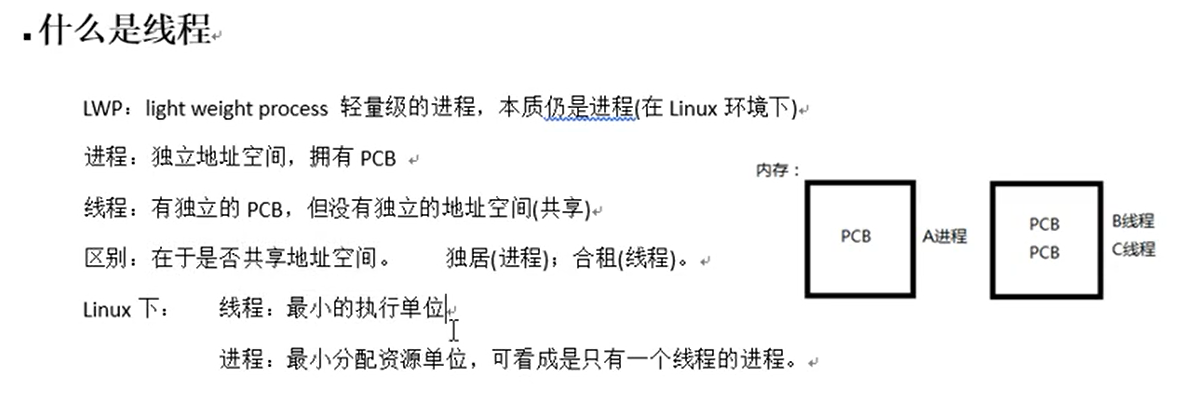 什么是线程
LWP：light weight process 轻量级的进程，本质仍是进程(在 Linux 环境下)
进程：独立地址空间，拥有 PCB
线程：有独立的 PCB，但没有独立的地址空间(共享)
区别：在于是否共享地址空间。 独居(进程)；合租(线程)。
Linux 下： 线程：最小的执行单位
进程：最小分配资源单位，可看成是只有一个线程的进程。
内存：
PCB
A进程
PCB
PCB
B线程
C线程